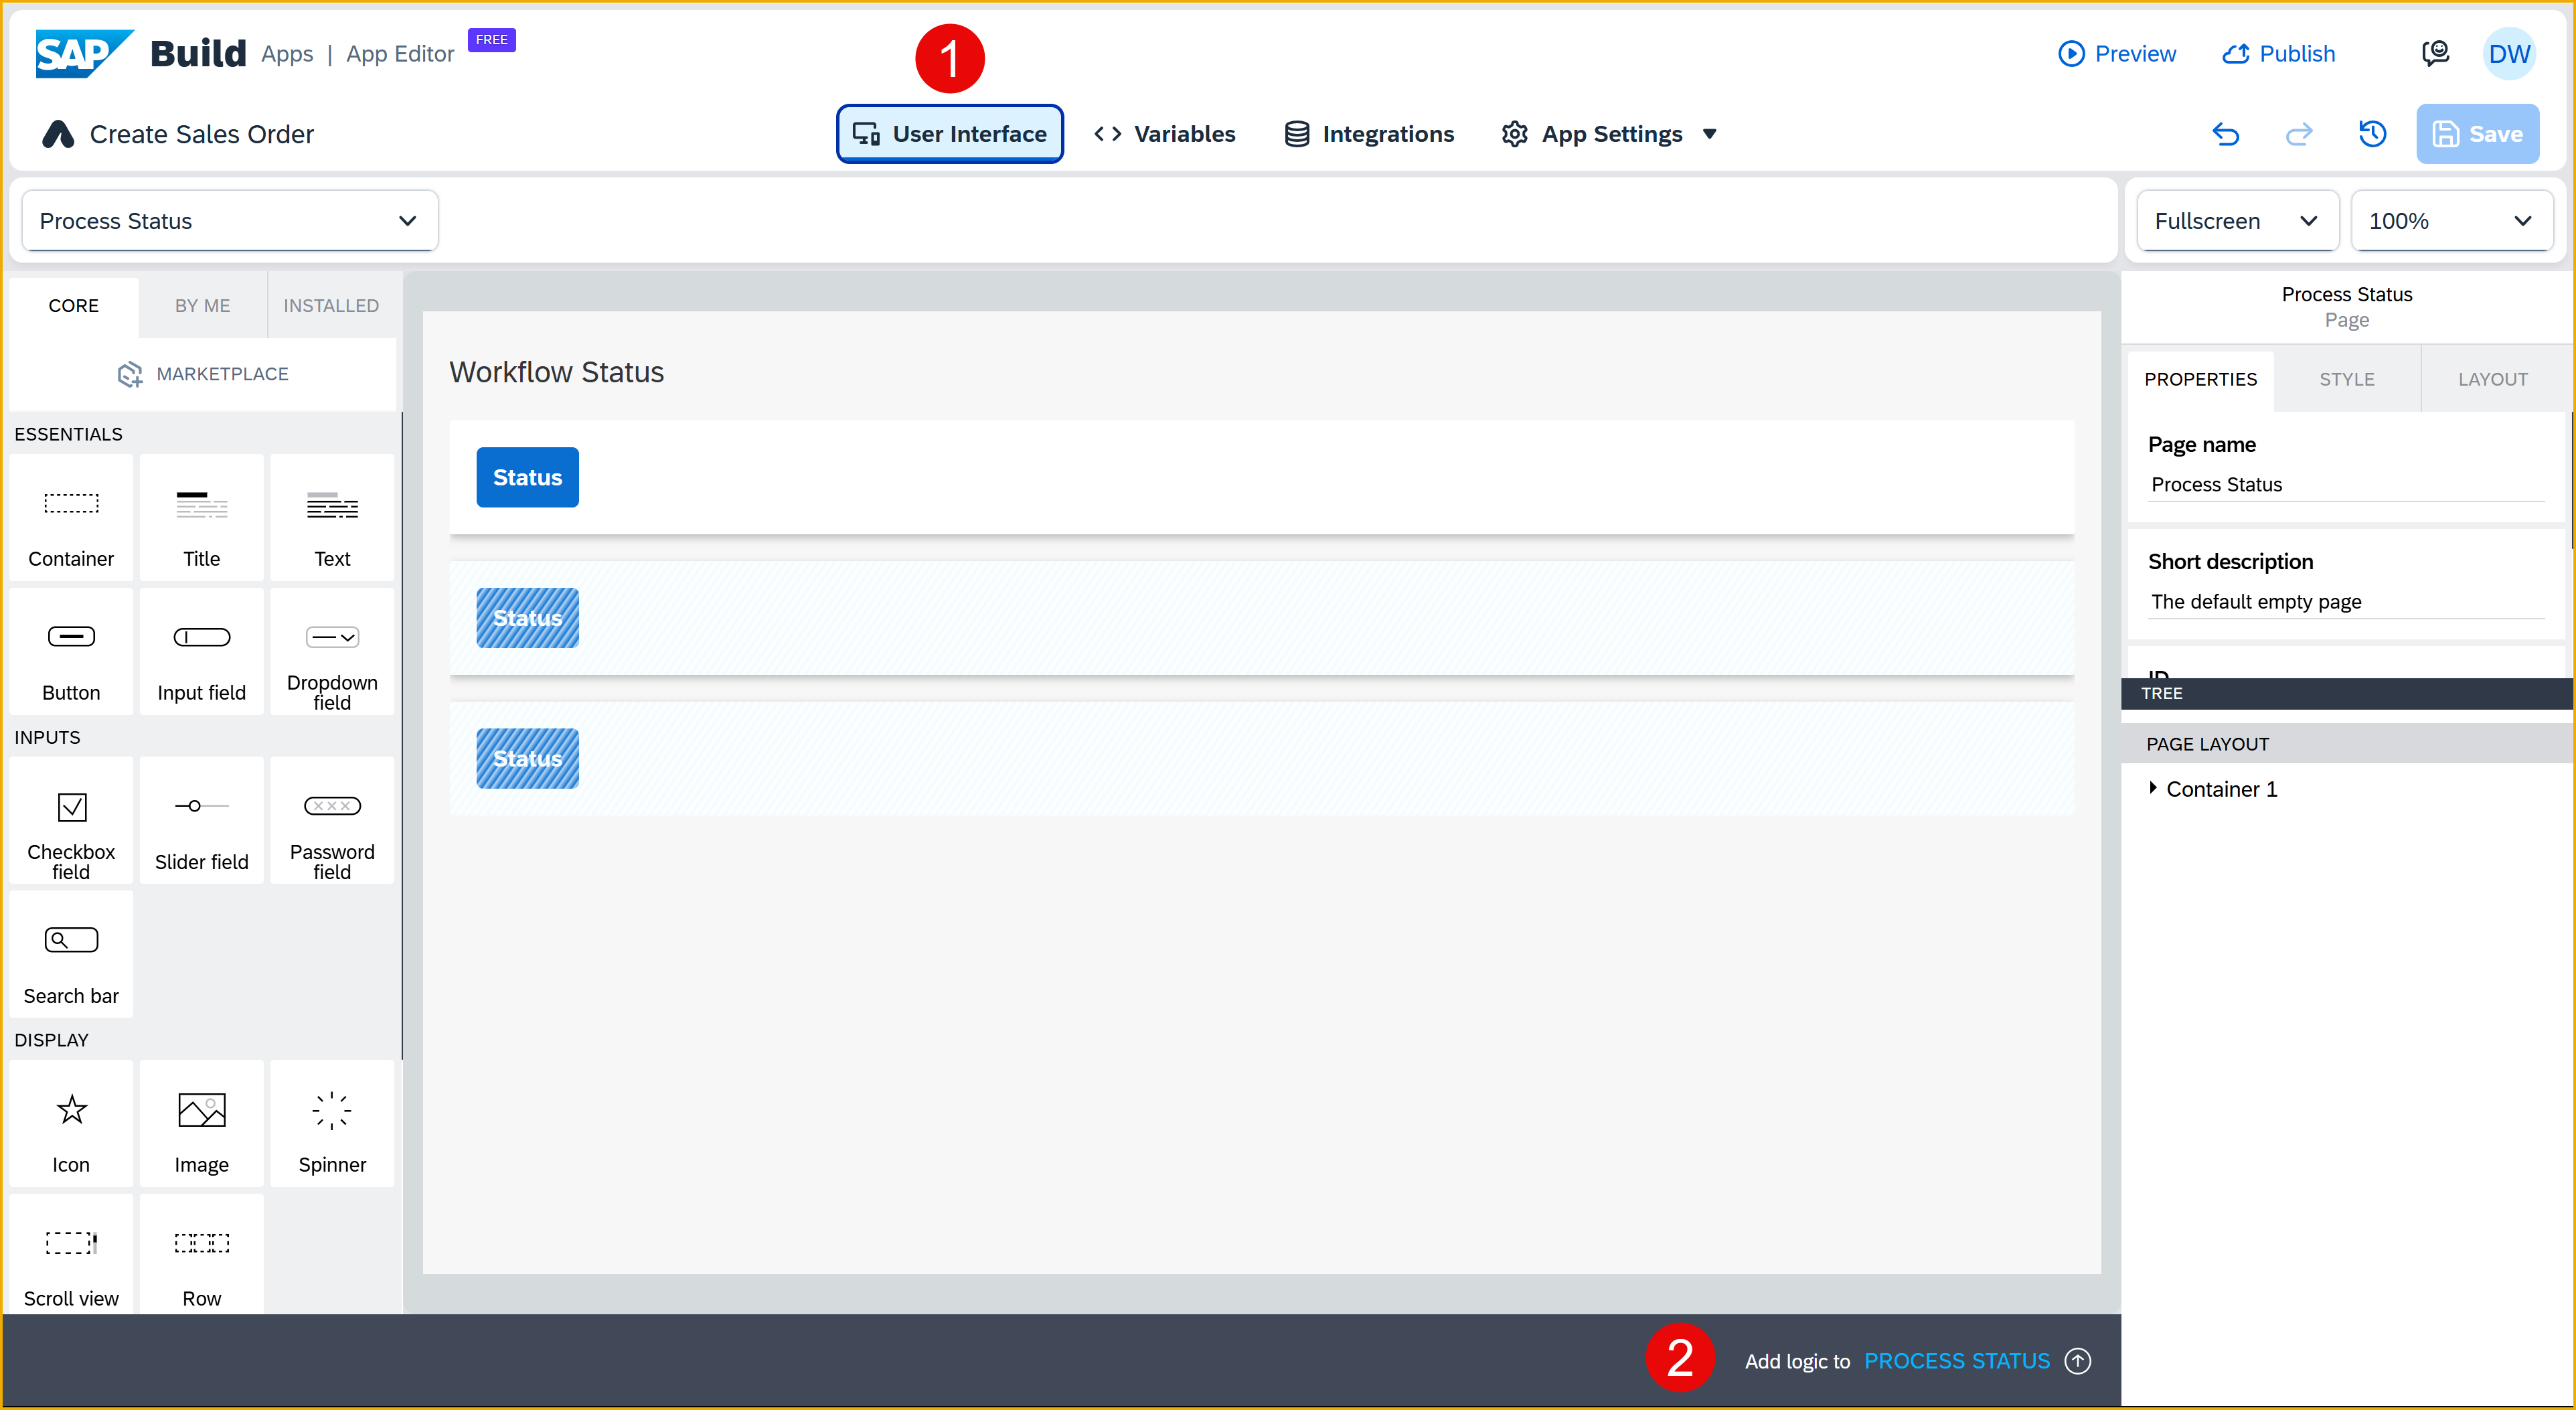 SAP Build Apps | App Editor FREE
1
Preview
Publish
DW
Create Sales Order
User Interface
Variables
Integrations
App Settings
Save
Process Status
Fullscreen
100%
CORE
BY ME
INSTALLED
MARKETPLACE
ESSENTIALS
Container
Title
Text
Button
Input field
Dropdown
field
INPUTS
Checkbox
field
Slider field
Password
field
Search bar
DISPLAY
Icon
Image
Spinner
Scroll view
Row
Workflow Status
Status
Status
Status
2
Add logic to PROCESS STATUS
Process Status
Page
PROPERTIES
STYLE
LAYOUT
Page name
Process Status
Short description
The default empty page
ID
TREE
PAGE LAYOUT
Container 1